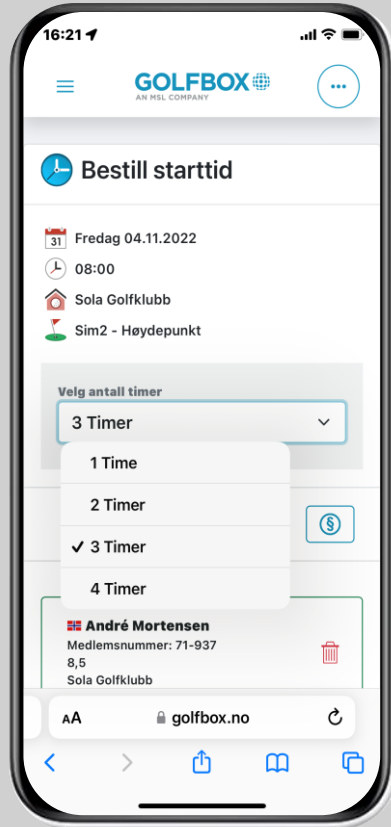 16:21
GOLFBOX
AN MSL COMPANY
Bestill starttid
31 Fredag 04.11.2022
08:00
Sola Golfklubb
Sim2 - Høydepunkt
Velg antall timer
3 Timer
1 Time
2 Timer
§
✓ 3 Timer
4 Timer
André Mortensen
Medlemsnummer: 71-937
8,5
Sola Golfklubb
AA golfbox.no